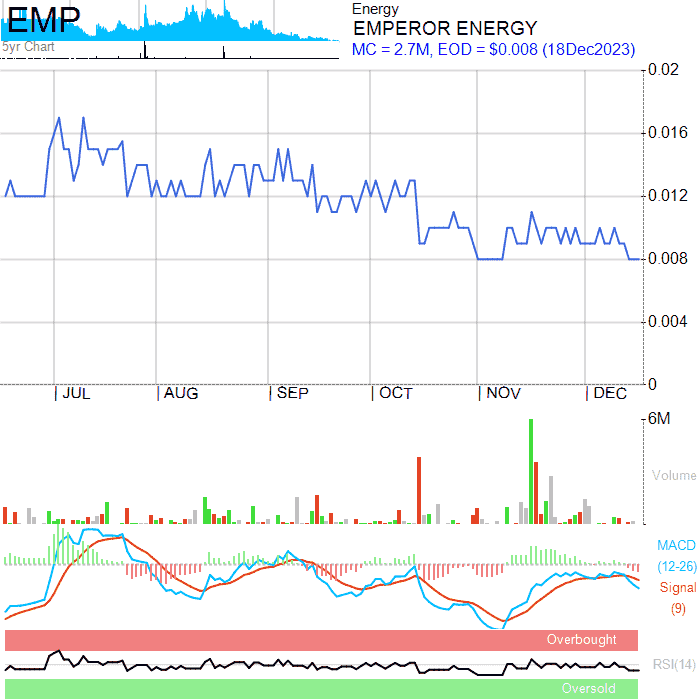 EMP
5yr Chart
Energy
EMPEROR ENERGY
MC = 2.7M, EOD = $0.008 (18Dec2023)
0.02
0.016
0.012
0.008
0.004
0
JUL AUG SEP OCT NOV DEC
6M
Volume
MACD
(12-26)
Signal
(9)
Overbought
RSI(14)
Oversold